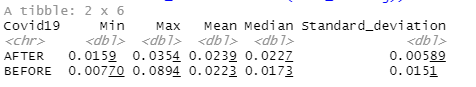 A tibble: 2 x 6
Covid19 Min Max Mean Median Standard_deviation
<chr> <dbl> <dbl> <dbl> <dbl> <dbl>
AFTER 0.0159 0.0354 0.0239 0.0227 0.00589
BEFORE 0.00770 0.0894 0.0223 0.0173 0.0151